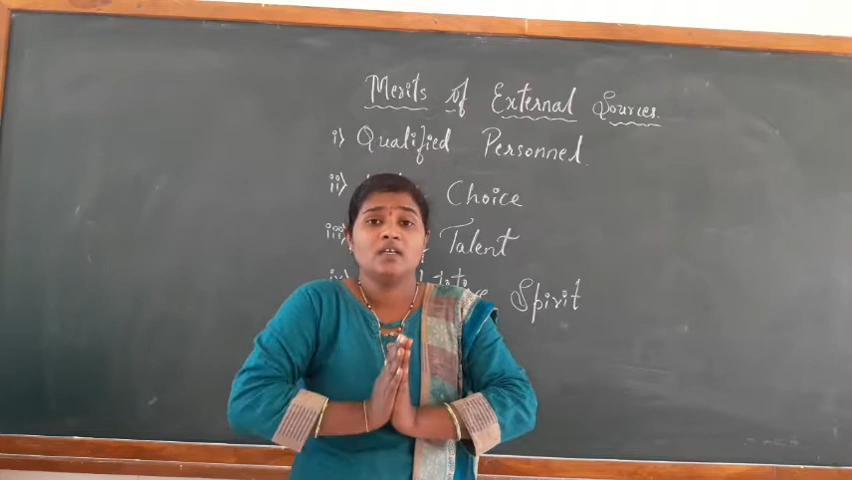 Merits of External Sources.
i) Qualified Personnel.
ii) Choice
iii) Talent
iv) Spirit